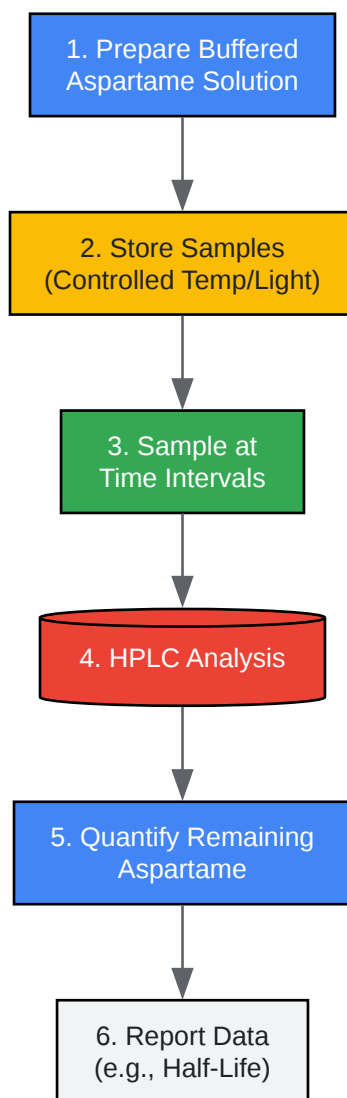 1. Prepare Buffered
Aspartame Solution
2. Store Samples
(Controlled Temp/Light)
3. Sample at
Time Intervals
4. HPLC Analysis
5. Quantify Remaining
Aspartame
6. Report Data
(e.g., Half-Life)